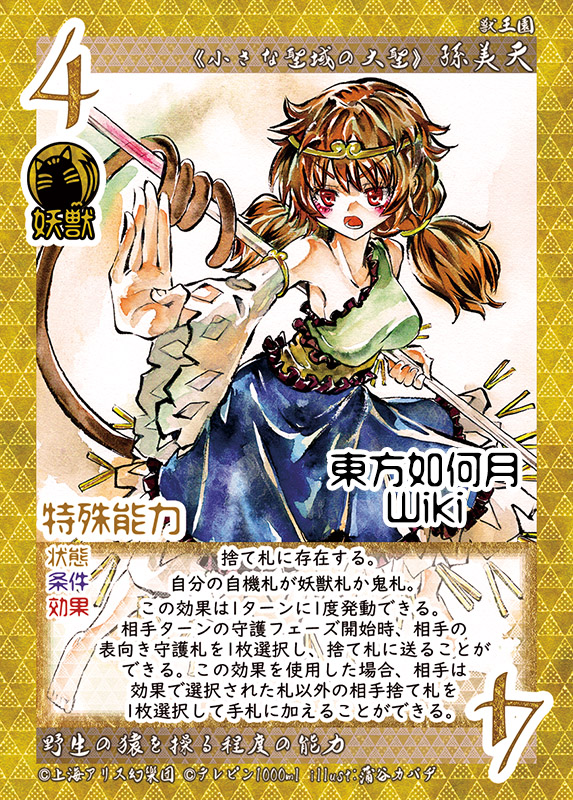 獣王園
《小さな聖域の大聖》 孫美天
4
妖獣
東方如何月
Wiki
特殊能力
状態
捨て札に存在する。
条件
自分の自機札が妖獣札か鬼札。
効果
この効果は1ターンに1度発動できる。
相手ターンの守護フェーズ開始時、相手の
表向き守護札を1枚選択し、捨て札に送ることが
できる。この効果を使用した場合、相手は
効果で選択された札以外の相手捨て札を
1枚選択して手札に加えることができる。
4
野生の猿を操る程度の能力
©上海アリス幻樂団 ©テレピン1000ml illust:蒲谷カバヂ